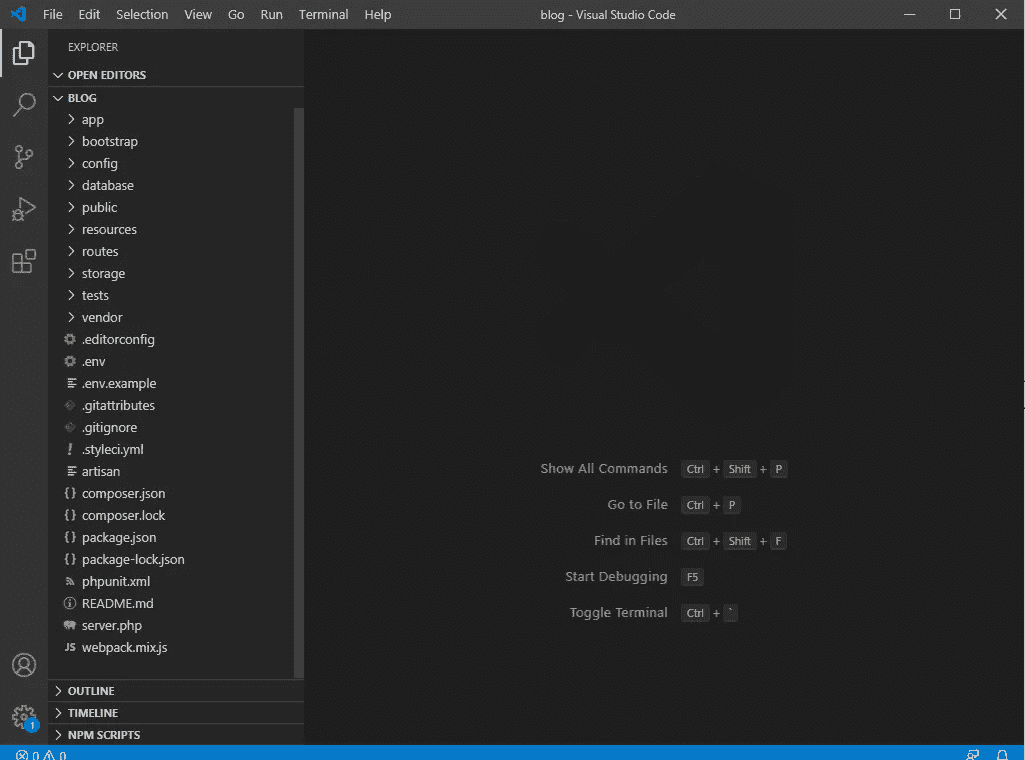 File Edit Selection View Go Run Terminal Help blog - Visual Studio Code
EXPLORER
OPEN EDITORS
BLOG
app
bootstrap
config
database
public
resources
routes
storage
tests
vendor
.editorconfig
.env
.env.example
.gitattributes
.gitignore
! .styleci.yml
artisan
{} composer.json
{} composer.lock
{} package.json
{} package-lock.json
phpunit.xml
README.md
server.php
JS webpack.mix.js
OUTLINE
TIMELINE
NPM SCRIPTS
Show All Commands Ctrl + Shift + P
Go to File Ctrl + P
Find in Files Ctrl + Shift + F
Start Debugging F5
Toggle Terminal Ctrl + `
1
0 0